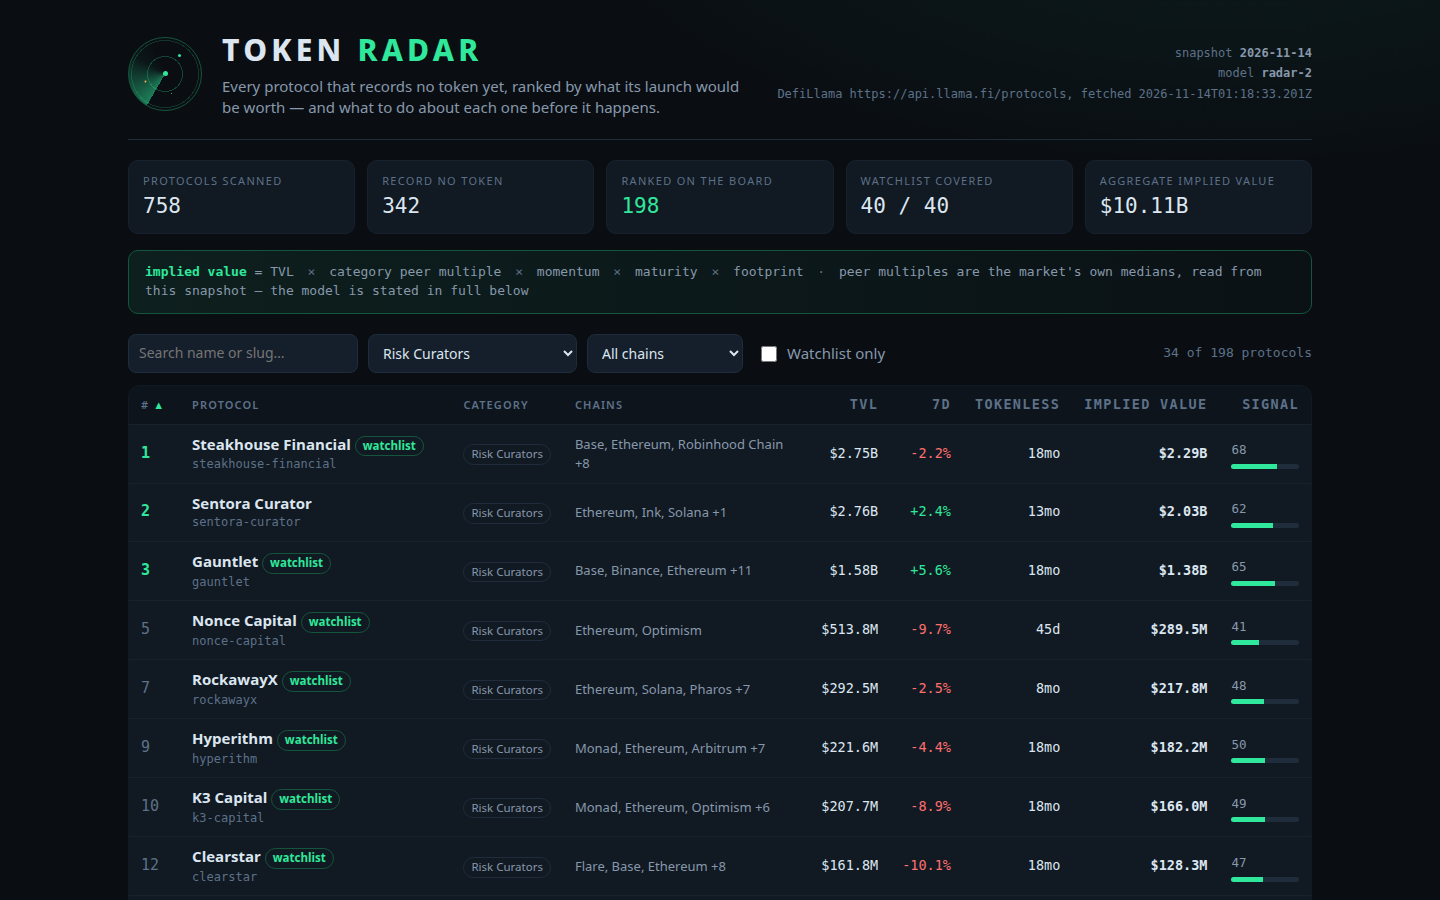 TOKEN RADAR
Every protocol that records no token yet, ranked by what its launch would
be worth — and what to do about each one before it happens.
snapshot 2026-11-14
model radar-2
DefiLlama https://api.llama.fi/protocols, fetched 2026-11-14T01:18:33.201Z
PROTOCOLS SCANNED
758
RECORD NO TOKEN
342
RANKED ON THE BOARD
198
WATCHLIST COVERED
40 / 40
AGGREGATE IMPLIED VALUE
$10.11B
implied value = TVL × category peer multiple × momentum × maturity × footprint · peer multiples are the market's own medians, read from
this snapshot — the model is stated in full below
Search name or slug...
Risk Curators
All chains
Watchlist only
34 of 198 protocols
# ▲ PROTOCOL CATEGORY CHAINS TVL 7D TOKENLESS IMPLIED VALUE SIGNAL
1 Steakhouse Financial watchlist steakhouse-financial Risk Curators Base, Ethereum, Robinhood Chain +8 $2.75B -2.2% 18mo $2.29B 68
2 Sentora Curator sentora-curator Risk Curators Ethereum, Ink, Solana +1 $2.76B +2.4% 13mo $2.03B 62
3 Gauntlet watchlist gauntlet Risk Curators Base, Binance, Ethereum +11 $1.58B +5.6% 18mo $1.38B 65
5 Nonce Capital watchlist nonce-capital Risk Curators Ethereum, Optimism $513.8M -9.7% 45d $289.5M 41
7 RockawayX watchlist rockawayx Risk Curators Ethereum, Solana, Pharos +7 $292.5M -2.5% 8mo $217.8M 48
9 Hyperithm watchlist hyperithm Risk Curators Monad, Ethereum, Arbitrum +7 $221.6M -4.4% 18mo $182.2M 50
10 K3 Capital watchlist k3-capital Risk Curators Monad, Ethereum, Optimism +6 $207.7M -8.9% 18mo $166.0M 49
12 Clearstar watchlist clearstar Risk Curators Flare, Base, Ethereum +8 $161.8M -10.1% 18mo $128.3M 47